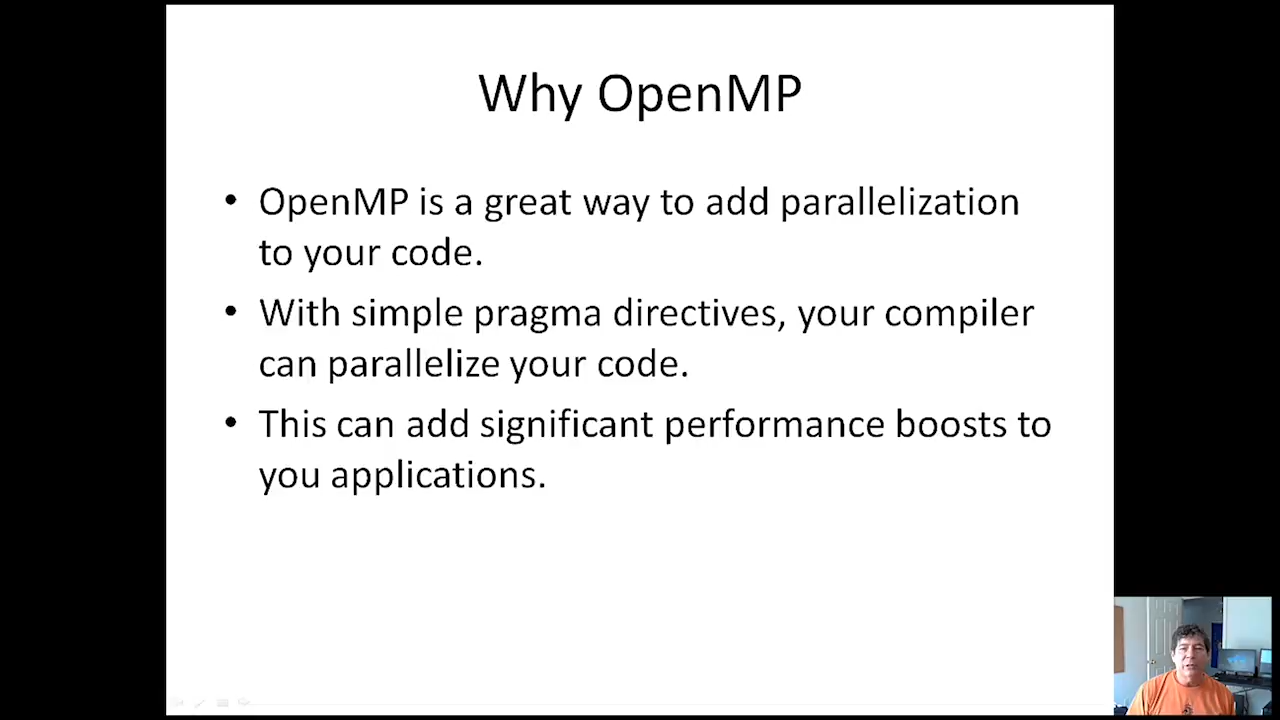 Why OpenMP
• OpenMP is a great way to add parallelization
to your code.
• With simple pragma directives, your compiler
can parallelize your code.
• This can add significant performance boosts to
you applications.